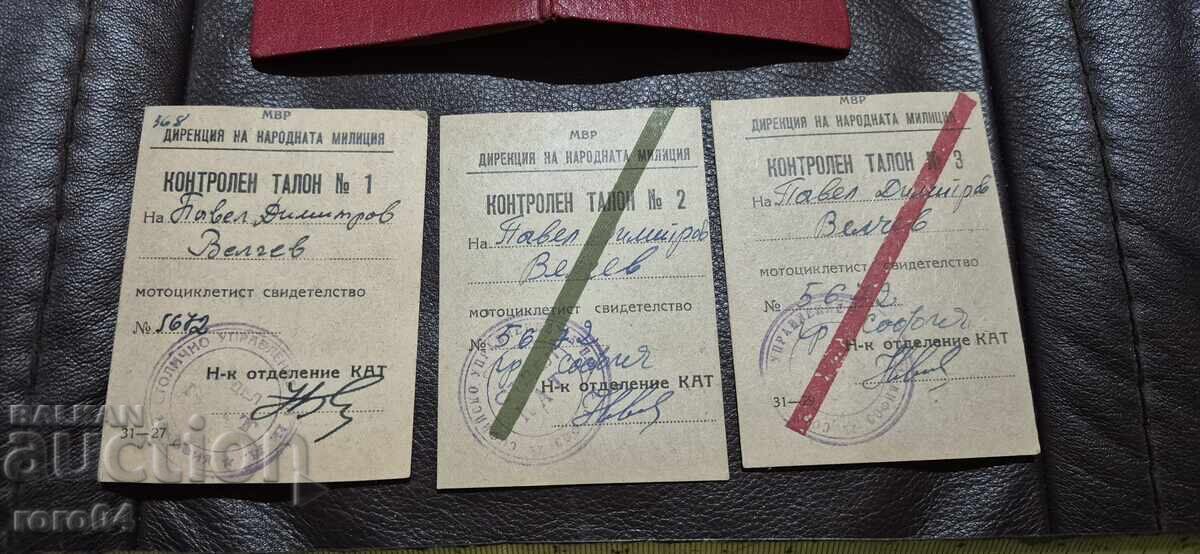 368
МВР
ДИРЕКЦИЯ НА НАРОДНАТА МИЛИЦИЯ
КОНТРОЛЕН ТАЛОН № 1
На Павел Димитров
Велчев
мотоциклетист свидетелство
№ 5672
Н-к отделение КАТ
31—27
МВР
ДИРЕКЦИЯ НА НАРОДНАТА МИЛИЦИЯ
КОНТРОЛЕН ТАЛОН № 2
На Павел Димитров
Велчев
мотоциклетист свидетелство
№ 5672
гр. София
Н-к отделение КАТ
МВР
ДИРЕКЦИЯ НА НАРОДНАТА МИЛИЦИЯ
КОНТРОЛЕН ТАЛОН № 3
На Павел Димитров
Велчев
мотоциклетист свидетелство
№ 5672
гр. София
Н-к отделение КАТ
31—29
BALKAN
auction
roro94